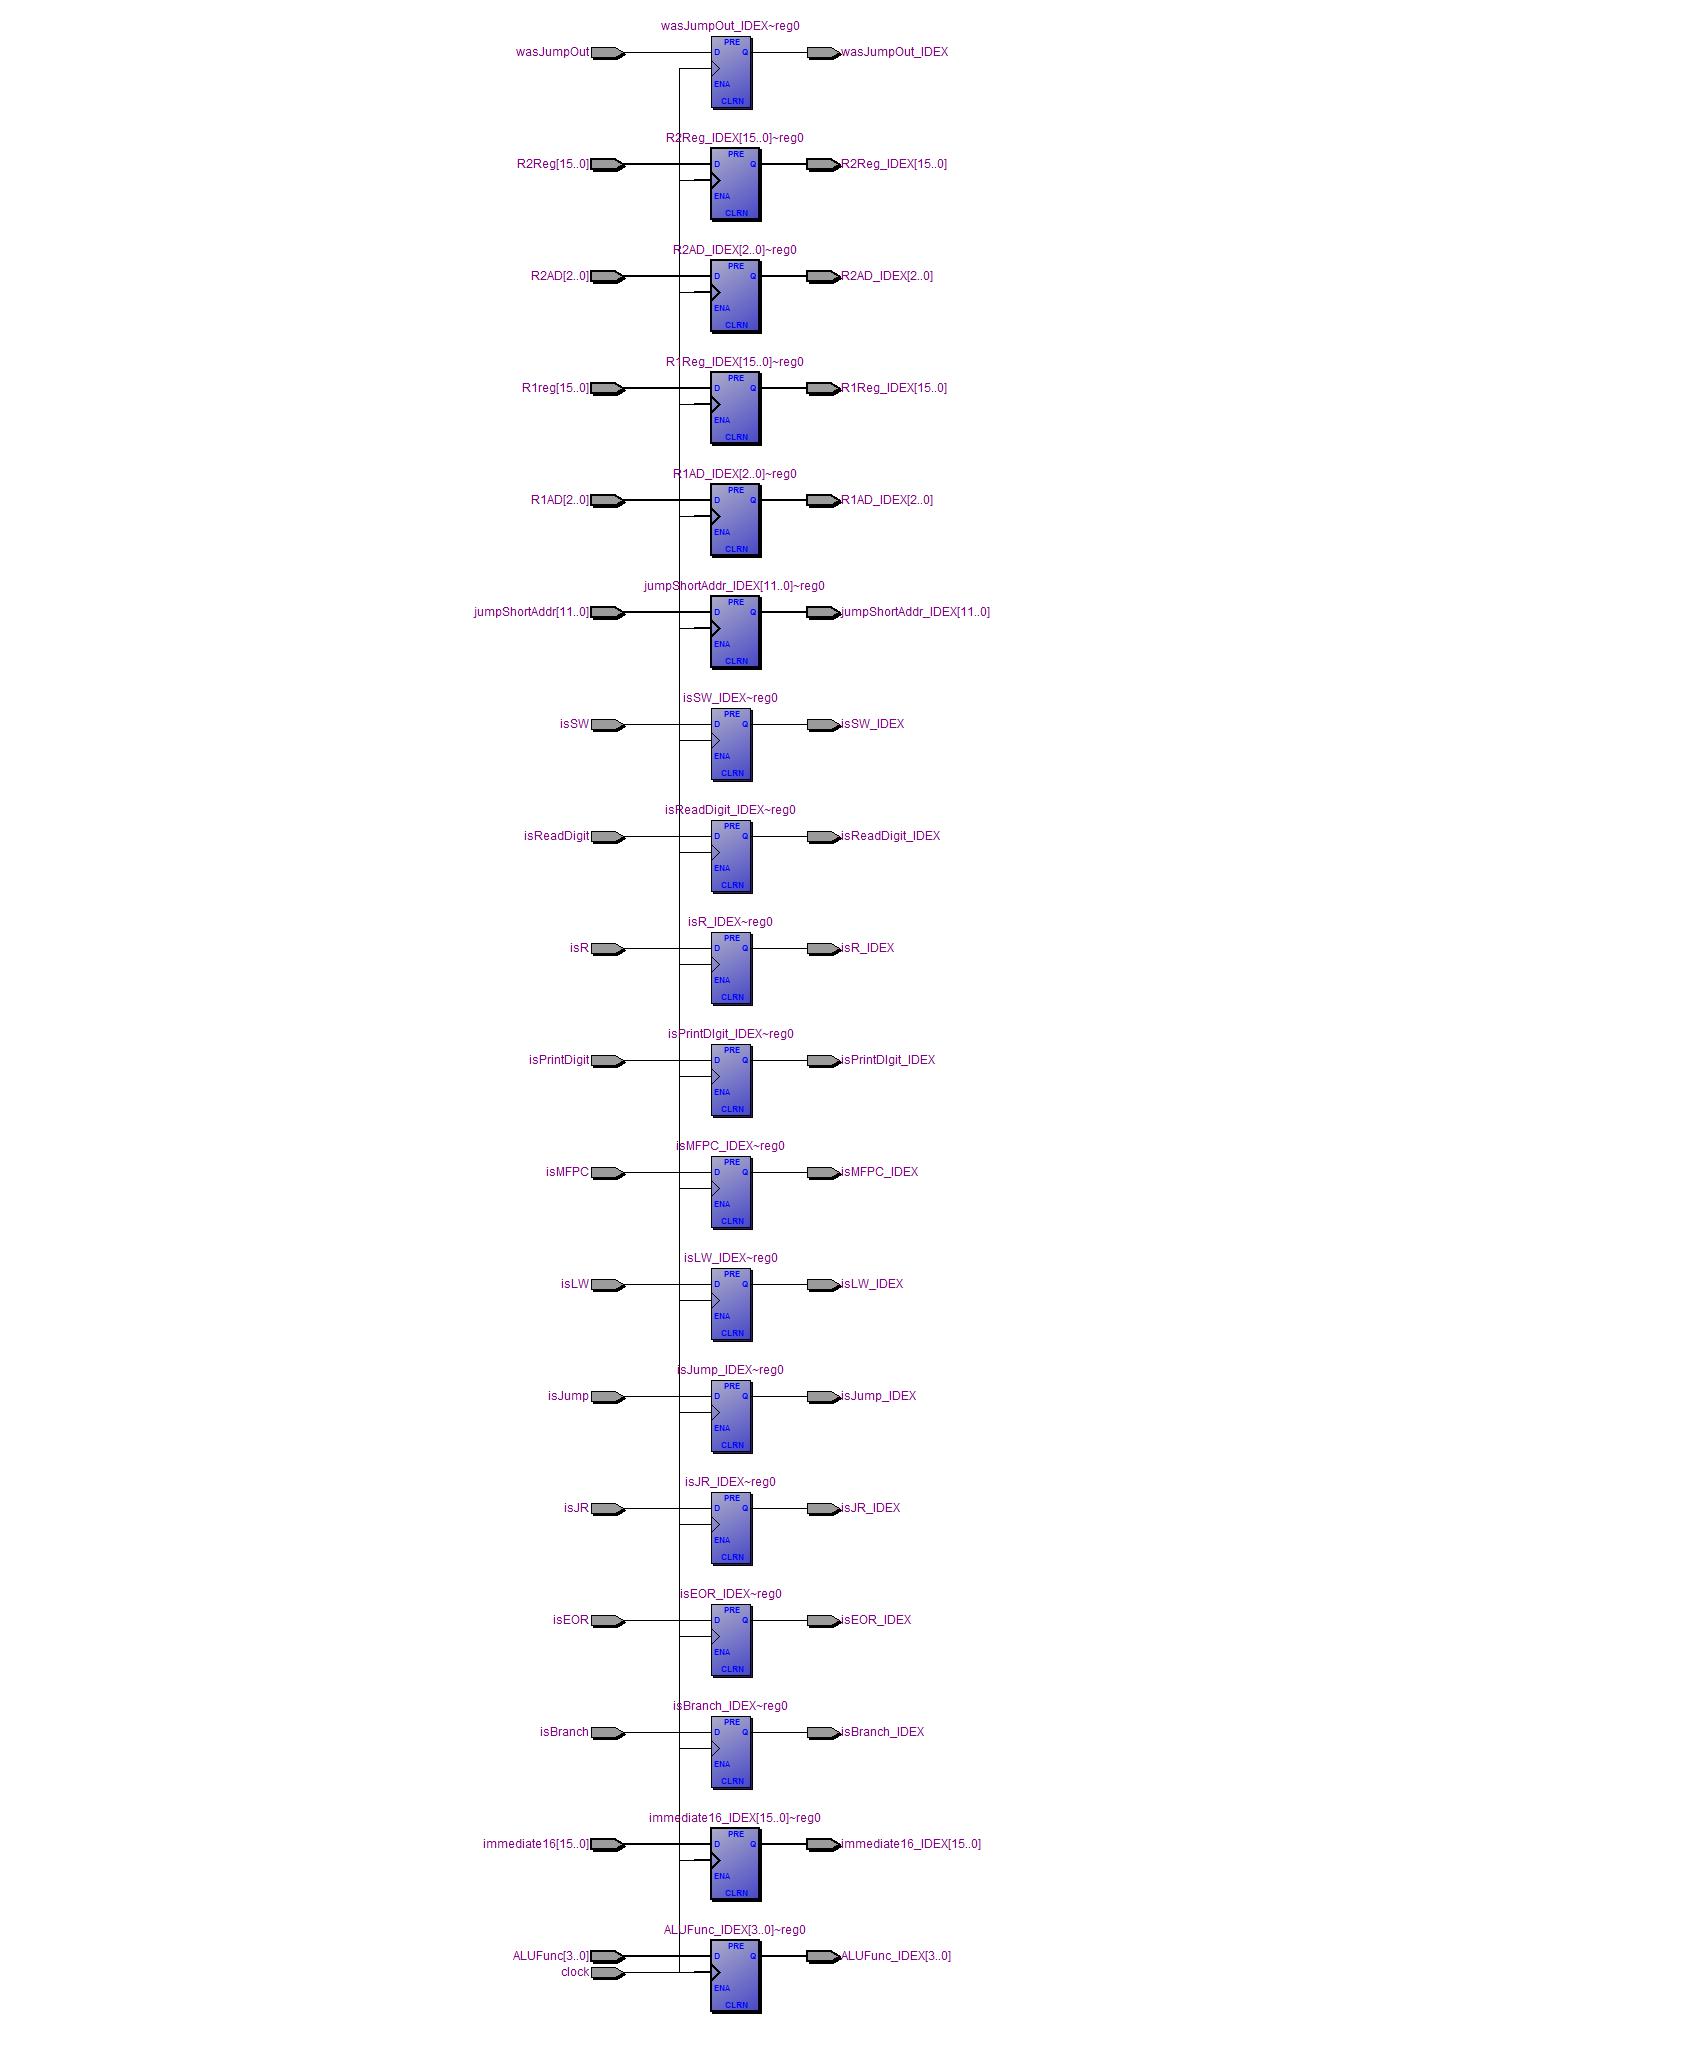 wasJumpOut_IDEX~reg0
PRE
wasJumpOut D Q wasJumpOut_IDEX
ENA
CLRN
R2Reg_IDEX[15..0]~reg0
PRE
R2Reg[15..0] D Q R2Reg_IDEX[15..0]
ENA
CLRN
R2AD_IDEX[2..0]~reg0
PRE
R2AD[2..0] D Q R2AD_IDEX[2..0]
ENA
CLRN
R1Reg_IDEX[15..0]~reg0
PRE
R1reg[15..0] D Q R1Reg_IDEX[15..0]
ENA
CLRN
R1AD_IDEX[2..0]~reg0
PRE
R1AD[2..0] D Q R1AD_IDEX[2..0]
ENA
CLRN
jumpShortAddr_IDEX[11..0]~reg0
PRE
jumpShortAddr[11..0] D Q jumpShortAddr_IDEX[11..0]
ENA
CLRN
isSW_IDEX~reg0
PRE
isSW D Q isSW_IDEX
ENA
CLRN
isReadDigit_IDEX~reg0
PRE
isReadDigit D Q isReadDigit_IDEX
ENA
CLRN
isR_IDEX~reg0
PRE
isR D Q isR_IDEX
ENA
CLRN
isPrintDIgit_IDEX~reg0
PRE
isPrintDigit D Q isPrintDIgit_IDEX
ENA
CLRN
isMFPC_IDEX~reg0
PRE
isMFPC D Q isMFPC_IDEX
ENA
CLRN
isLW_IDEX~reg0
PRE
isLW D Q isLW_IDEX
ENA
CLRN
isJump_IDEX~reg0
PRE
isJump D Q isJump_IDEX
ENA
CLRN
isJR_IDEX~reg0
PRE
isJR D Q isJR_IDEX
ENA
CLRN
isEOR_IDEX~reg0
PRE
isEOR D Q isEOR_IDEX
ENA
CLRN
isBranch_IDEX~reg0
PRE
isBranch D Q isBranch_IDEX
ENA
CLRN
immediate16_IDEX[15..0]~reg0
PRE
immediate16[15..0] D Q immediate16_IDEX[15..0]
ENA
CLRN
ALUFunc_IDEX[3..0]~reg0
PRE
ALUFunc[3..0] D Q ALUFunc_IDEX[3..0]
clock
ENA
CLRN